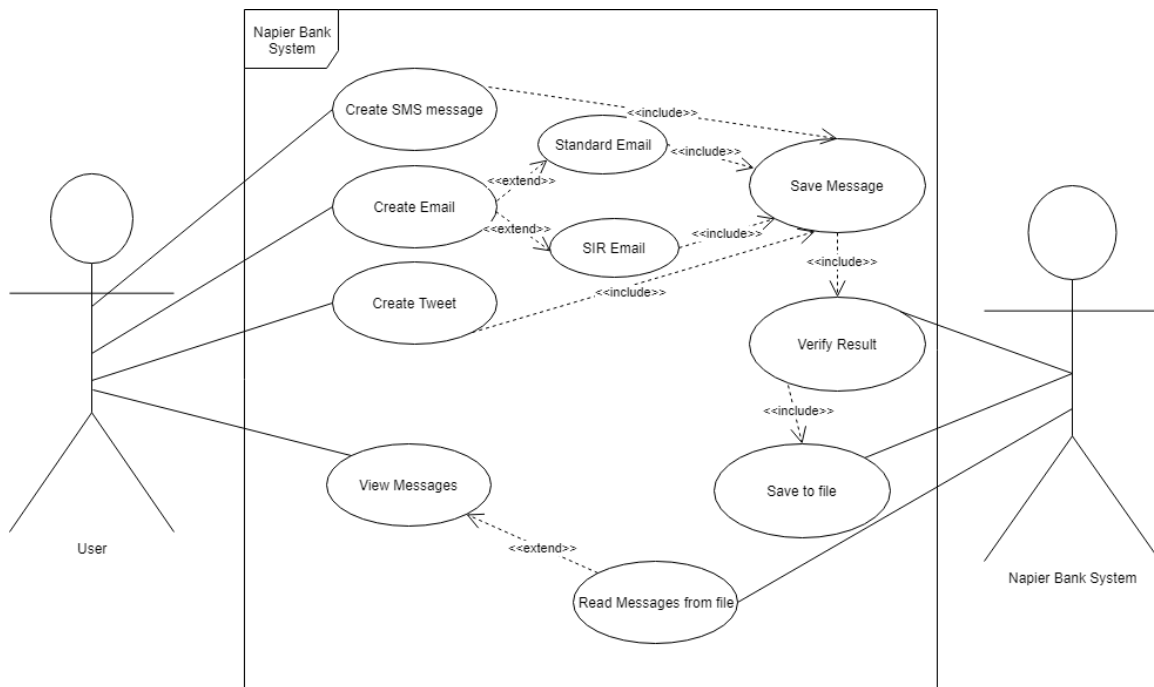 Napier Bank
System
Create SMS message
<<include>>
Standard Email
<<include>>
<<extend>>
Save Message
Create Email
<<extend>>
SIR Email
<<include>>
<<include>>
Create Tweet
<<include>>
Verify Result
<<include>>
View Messages
Save to file
User
<<extend>>
Napier Bank System
Read Messages from file